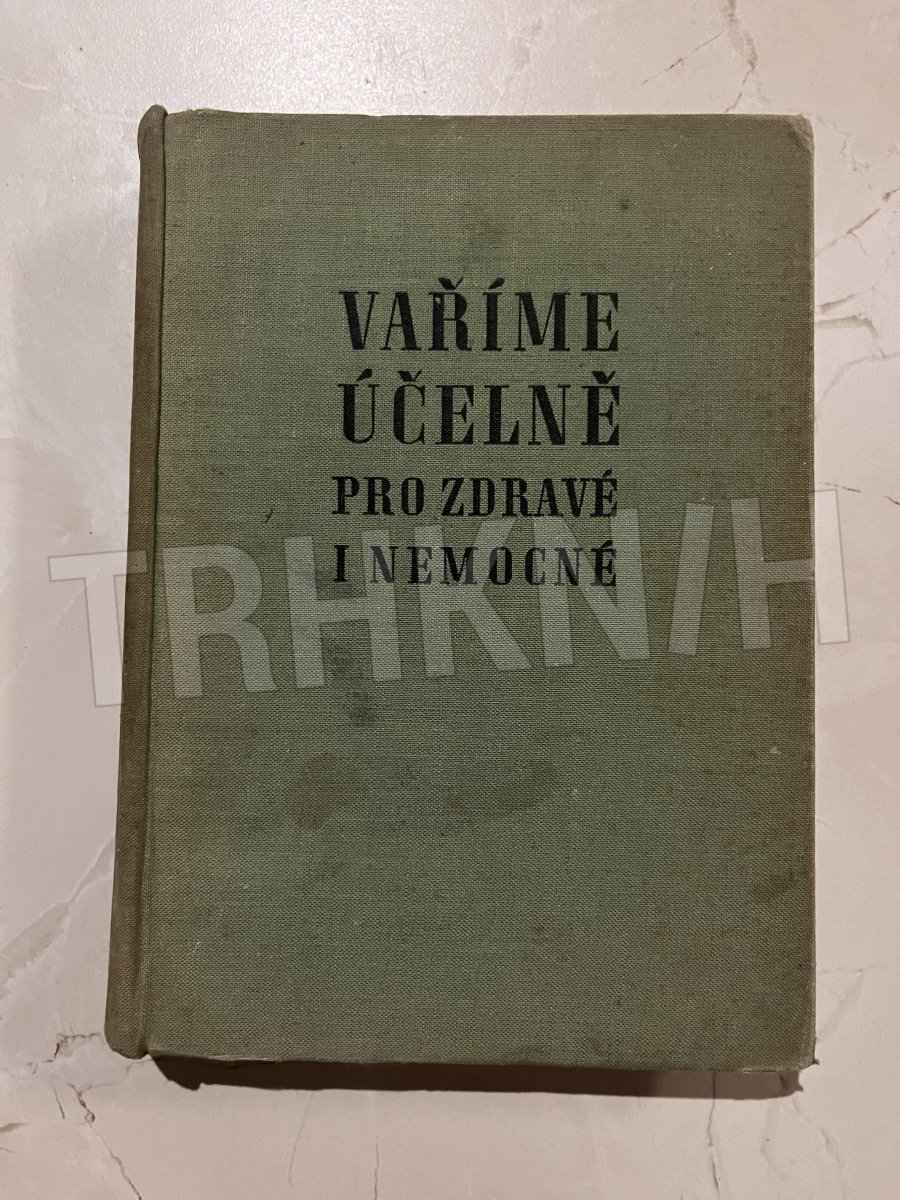 VAŘÍME
ÚČELNĚ
PRO ZDRAVÉ
I NEMOCNÉ
TRHKNIH